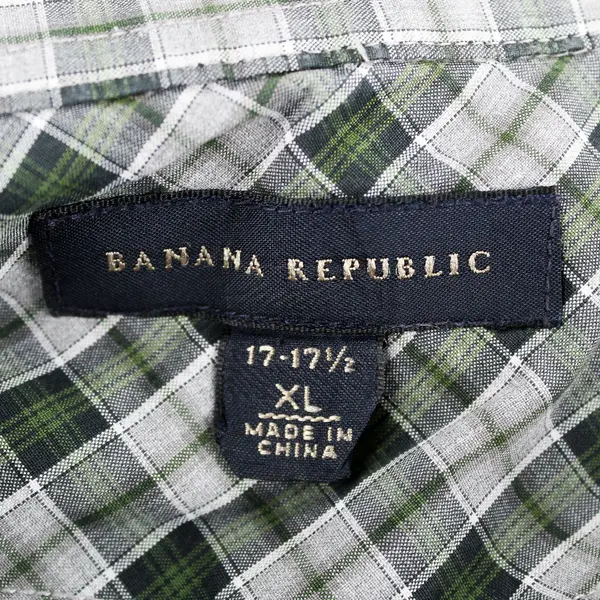 BANANA REPUBLIC
17-17½
XL
MADE IN
CHINA